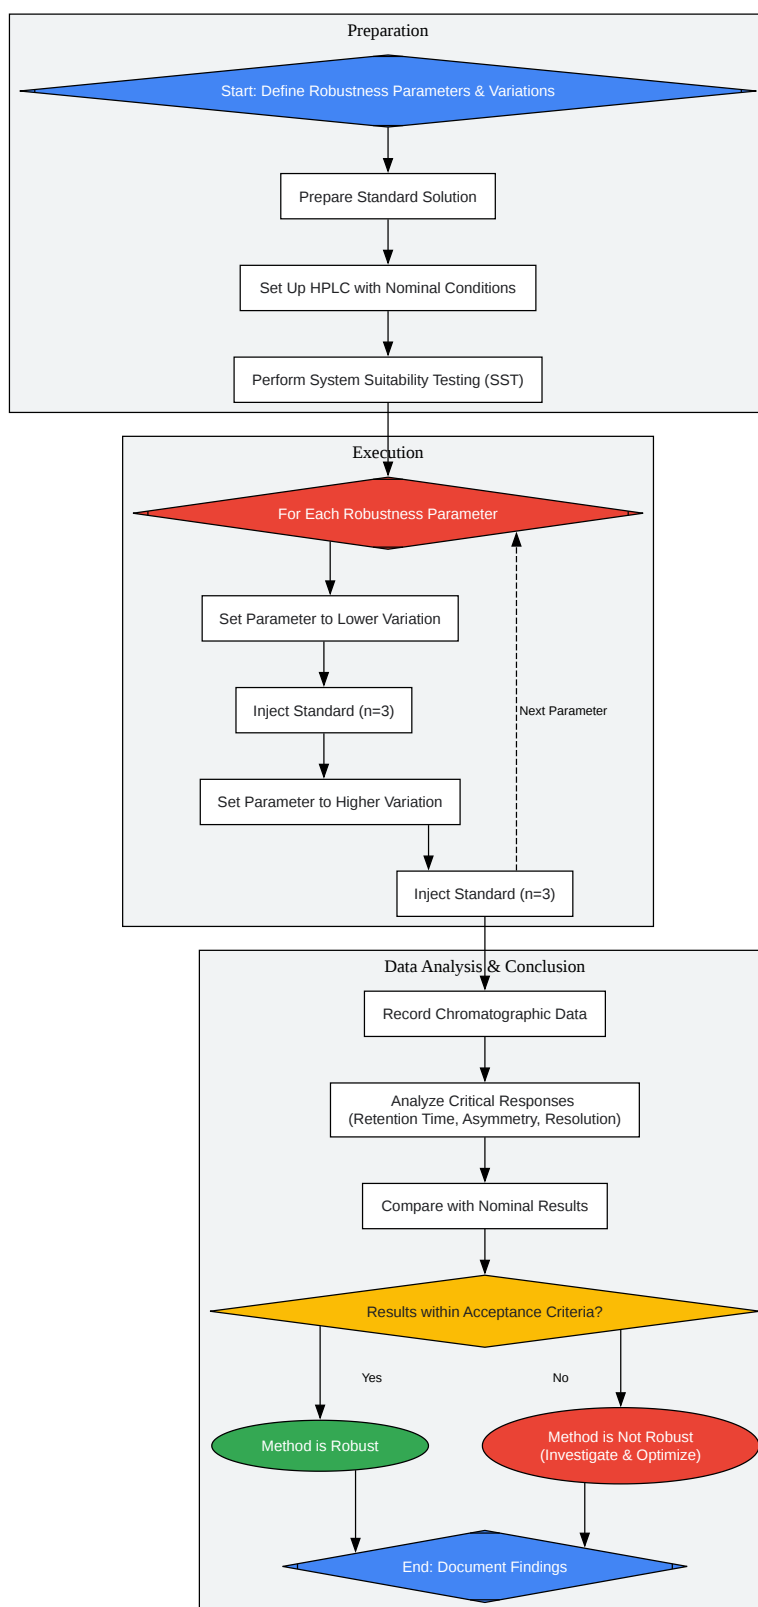 Preparation
Start: Define Robustness Parameters & Variations
Prepare Standard Solution
Set Up HPLC with Nominal Conditions
Perform System Suitability Testing (SST)
Execution
For Each Robustness Parameter
Set Parameter to Lower Variation
Inject Standard (n=3)
Next Parameter
Set Parameter to Higher Variation
Inject Standard (n=3)
Data Analysis & Conclusion
Record Chromatographic Data
Analyze Critical Responses
(Retention Time, Asymmetry, Resolution)
Compare with Nominal Results
Results within Acceptance Criteria?
Yes
No
Method is Robust
Method is Not Robust
(Investigate & Optimize)
End: Document Findings